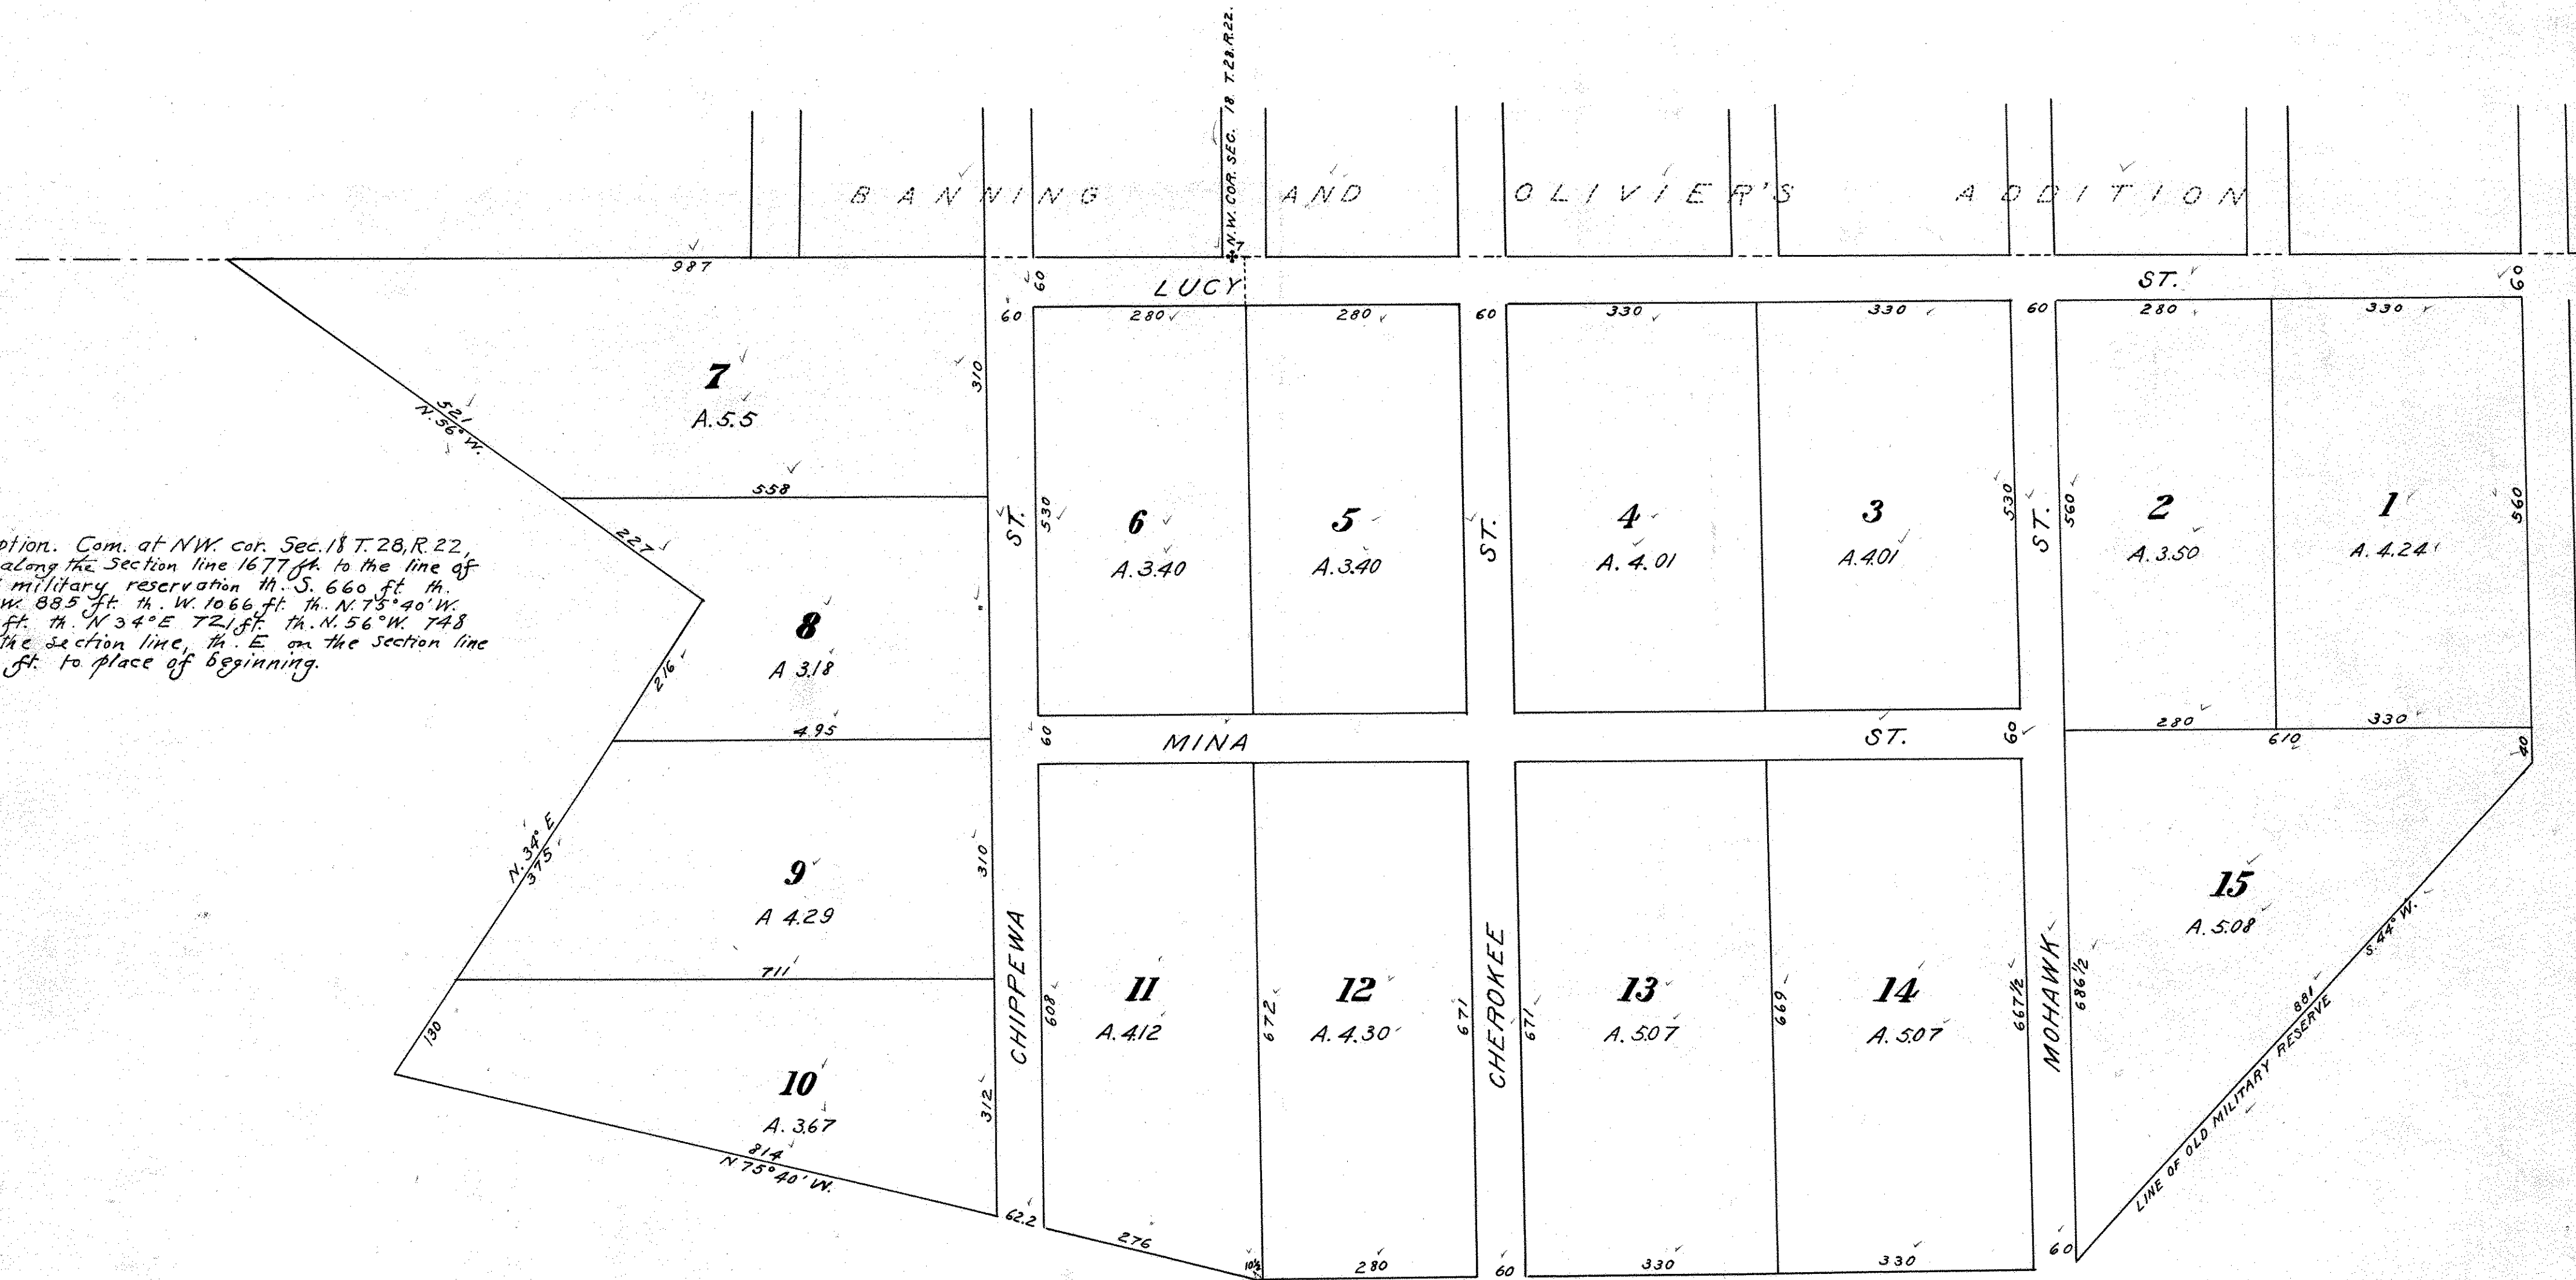 N.W. COR. SEC. 18. T.28.R.22.
BANNING AND OLIVIER'S ADDITION
987
7
60
LUCY ST.
60
60
280
280
60
330
330
60
280
330
521
N.56°W.
7
A.5.5
310
558
ption. Com. at NW. cor. Sec. 18 T. 28, R. 22,
along the Section line 1677 ft. to the line of
military reservation th. S. 660 ft. th.
W. 885 ft. th. W. 1066 ft. th. N. 75°40' W.
ft. th. N 34°E 721 ft. th. N. 56°W. 748
the section line, th. E on the section line
ft. to place of beginning.
227
8
A 3.18
216
4.95
ST.
530
6
A.3.40
5
A.3.40
ST.
4
A. 4.01
3
A.4.01
530
ST.
560
2
A.3.50
1
A. 4.24
560
60
MINA ST.
60
280
330
610
40
N. 34° E
375
9
A 4.29
310
711
130
10
A. 3.67
312
814
N 75°40' W.
CHIPPEWA
608
11
A.4.12
672
12
A.4.30
671
CHEROKEE
671
13
A. 5.07
669
14
A. 5.07
667½
MOHAWK
686½
15
A.5.08
S.44°W.
881
LINE OF OLD MILITARY RESERVE
62.2
276
10½
280
60
330
330
60